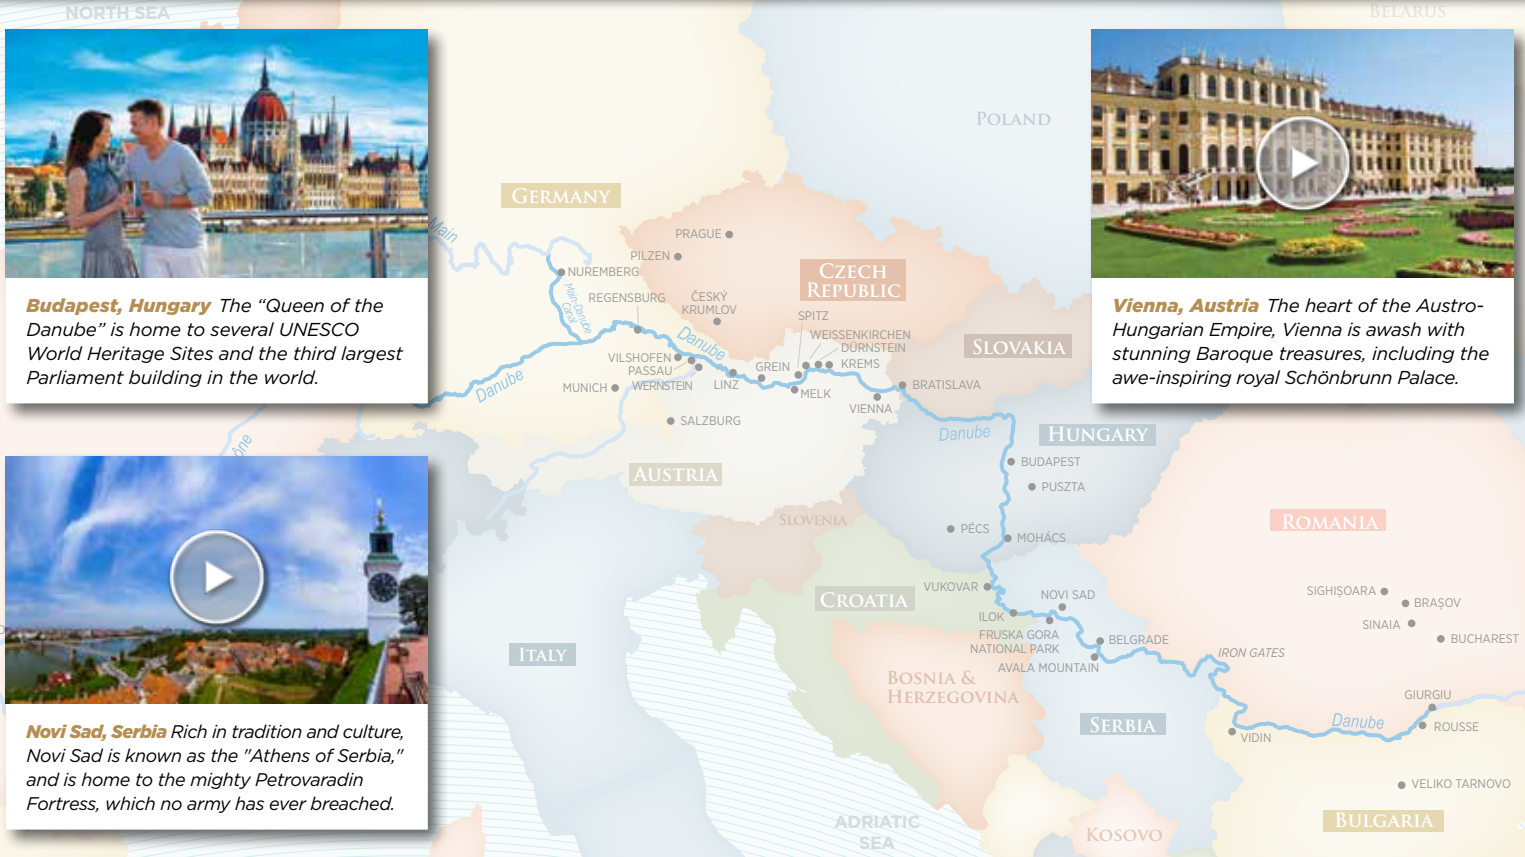 NORTH SEA
BELARUS
POLAND
GERMANY
Main
PRAGUE
PILZEN
NUREMBERG
CZECH
REPUBLIC
Main-Danube
Canal
REGENSBURG
ČESKÝ
KRUMLOV
SPITZ
WEISSENKIRCHEN
DÜRNSTEIN
Danube
SLOVAKIA
VILSHOFEN
PASSAU
GREIN
KREMS
Danube
MUNICH
WERNSTEIN
LINZ
MELK
BRATISLAVA
VIENNA
SALZBURG
Danube
HUNGARY
BUDAPEST
AUSTRIA
PUSZTA
SLOVENIA
PÉCS
MOHÁCS
ROMANIA
VUKOVAR
CROATIA
NOVI SAD
SIGHIȘOARA
BRAȘOV
ILOK
SINAIA
FRUSKA GORA
NATIONAL PARK
BELGRADE
BUCHAREST
ITALY
IRON GATES
AVALA MOUNTAIN
BOSNIA &
HERZEGOVINA
GIURGIU
SERBIA
Danube
ROUSSE
VIDIN
VELIKO TARNOVO
ADRIATIC
SEA
KOSOVO
BULGARIA
Budapest, Hungary The “Queen of the
Danube” is home to several UNESCO
World Heritage Sites and the third largest
Parliament building in the world.
Vienna, Austria The heart of the Austro-
Hungarian Empire, Vienna is awash with
stunning Baroque treasures, including the
awe-inspiring royal Schönbrunn Palace.
ône
Novi Sad, Serbia Rich in tradition and culture,
Novi Sad is known as the "Athens of Serbia,"
and is home to the mighty Petrovaradin
Fortress, which no army has ever breached.